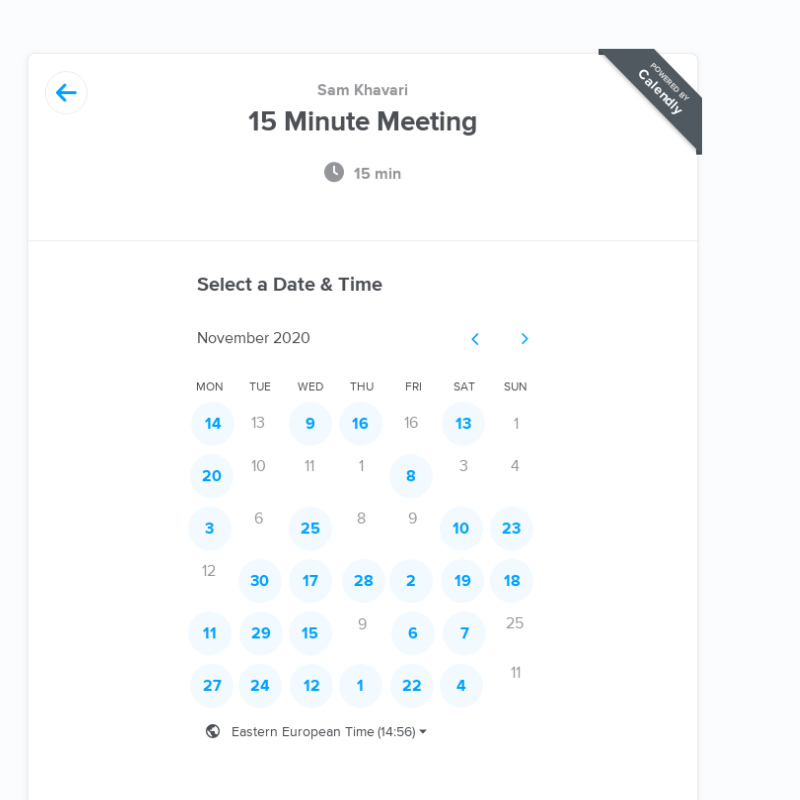 POWERED BY
Calendly
Sam Khavari
15 Minute Meeting
15 min
Select a Date & Time
November 2020
MON TUE WED THU FRI SAT SUN
14 13 9 16 16 13 1
20 10 11 1 8 3 4
3 6 25 8 9 10 23
12 30 17 28 2 19 18
11 29 15 9 6 7 25
27 24 12 1 22 4 11
Eastern European Time (14:56)